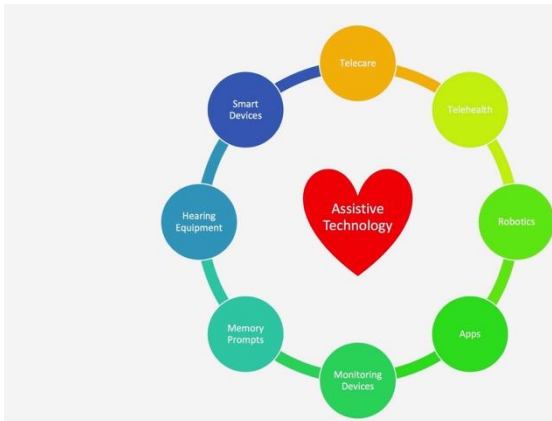 Telecare
Telehealth
Robotics
Apps
Monitoring
Devices
Memory
Prompts
Hearing
Equipment
Smart
Devices
Assistive
Technology